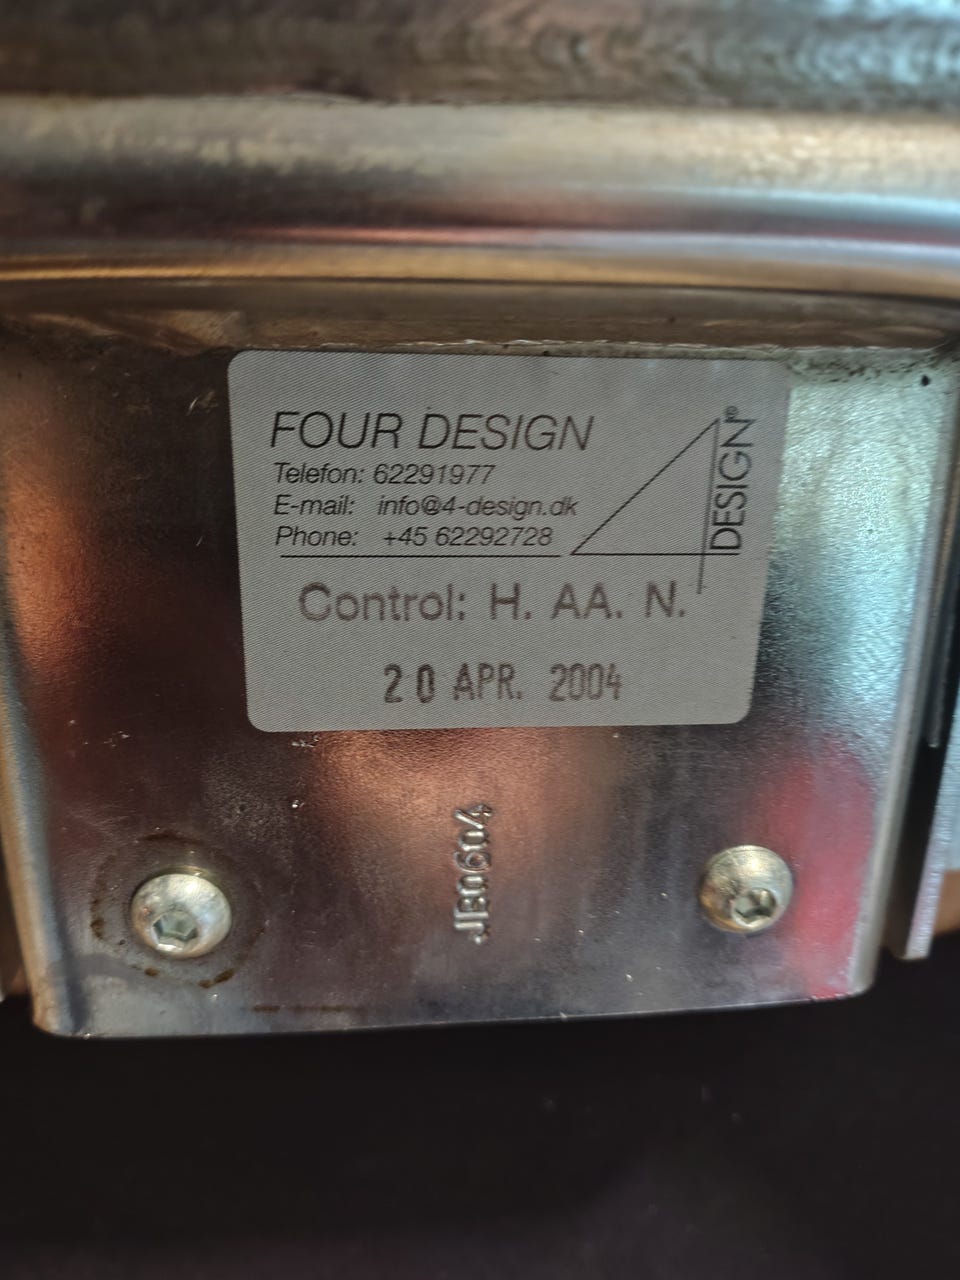 FOUR DESIGN
Telefon: 62291977
E-mail: info@4-design.dk
Phone: +45 62292728
DESIGN®
Control: H. AA. N.
20 APR. 2004
JB0604